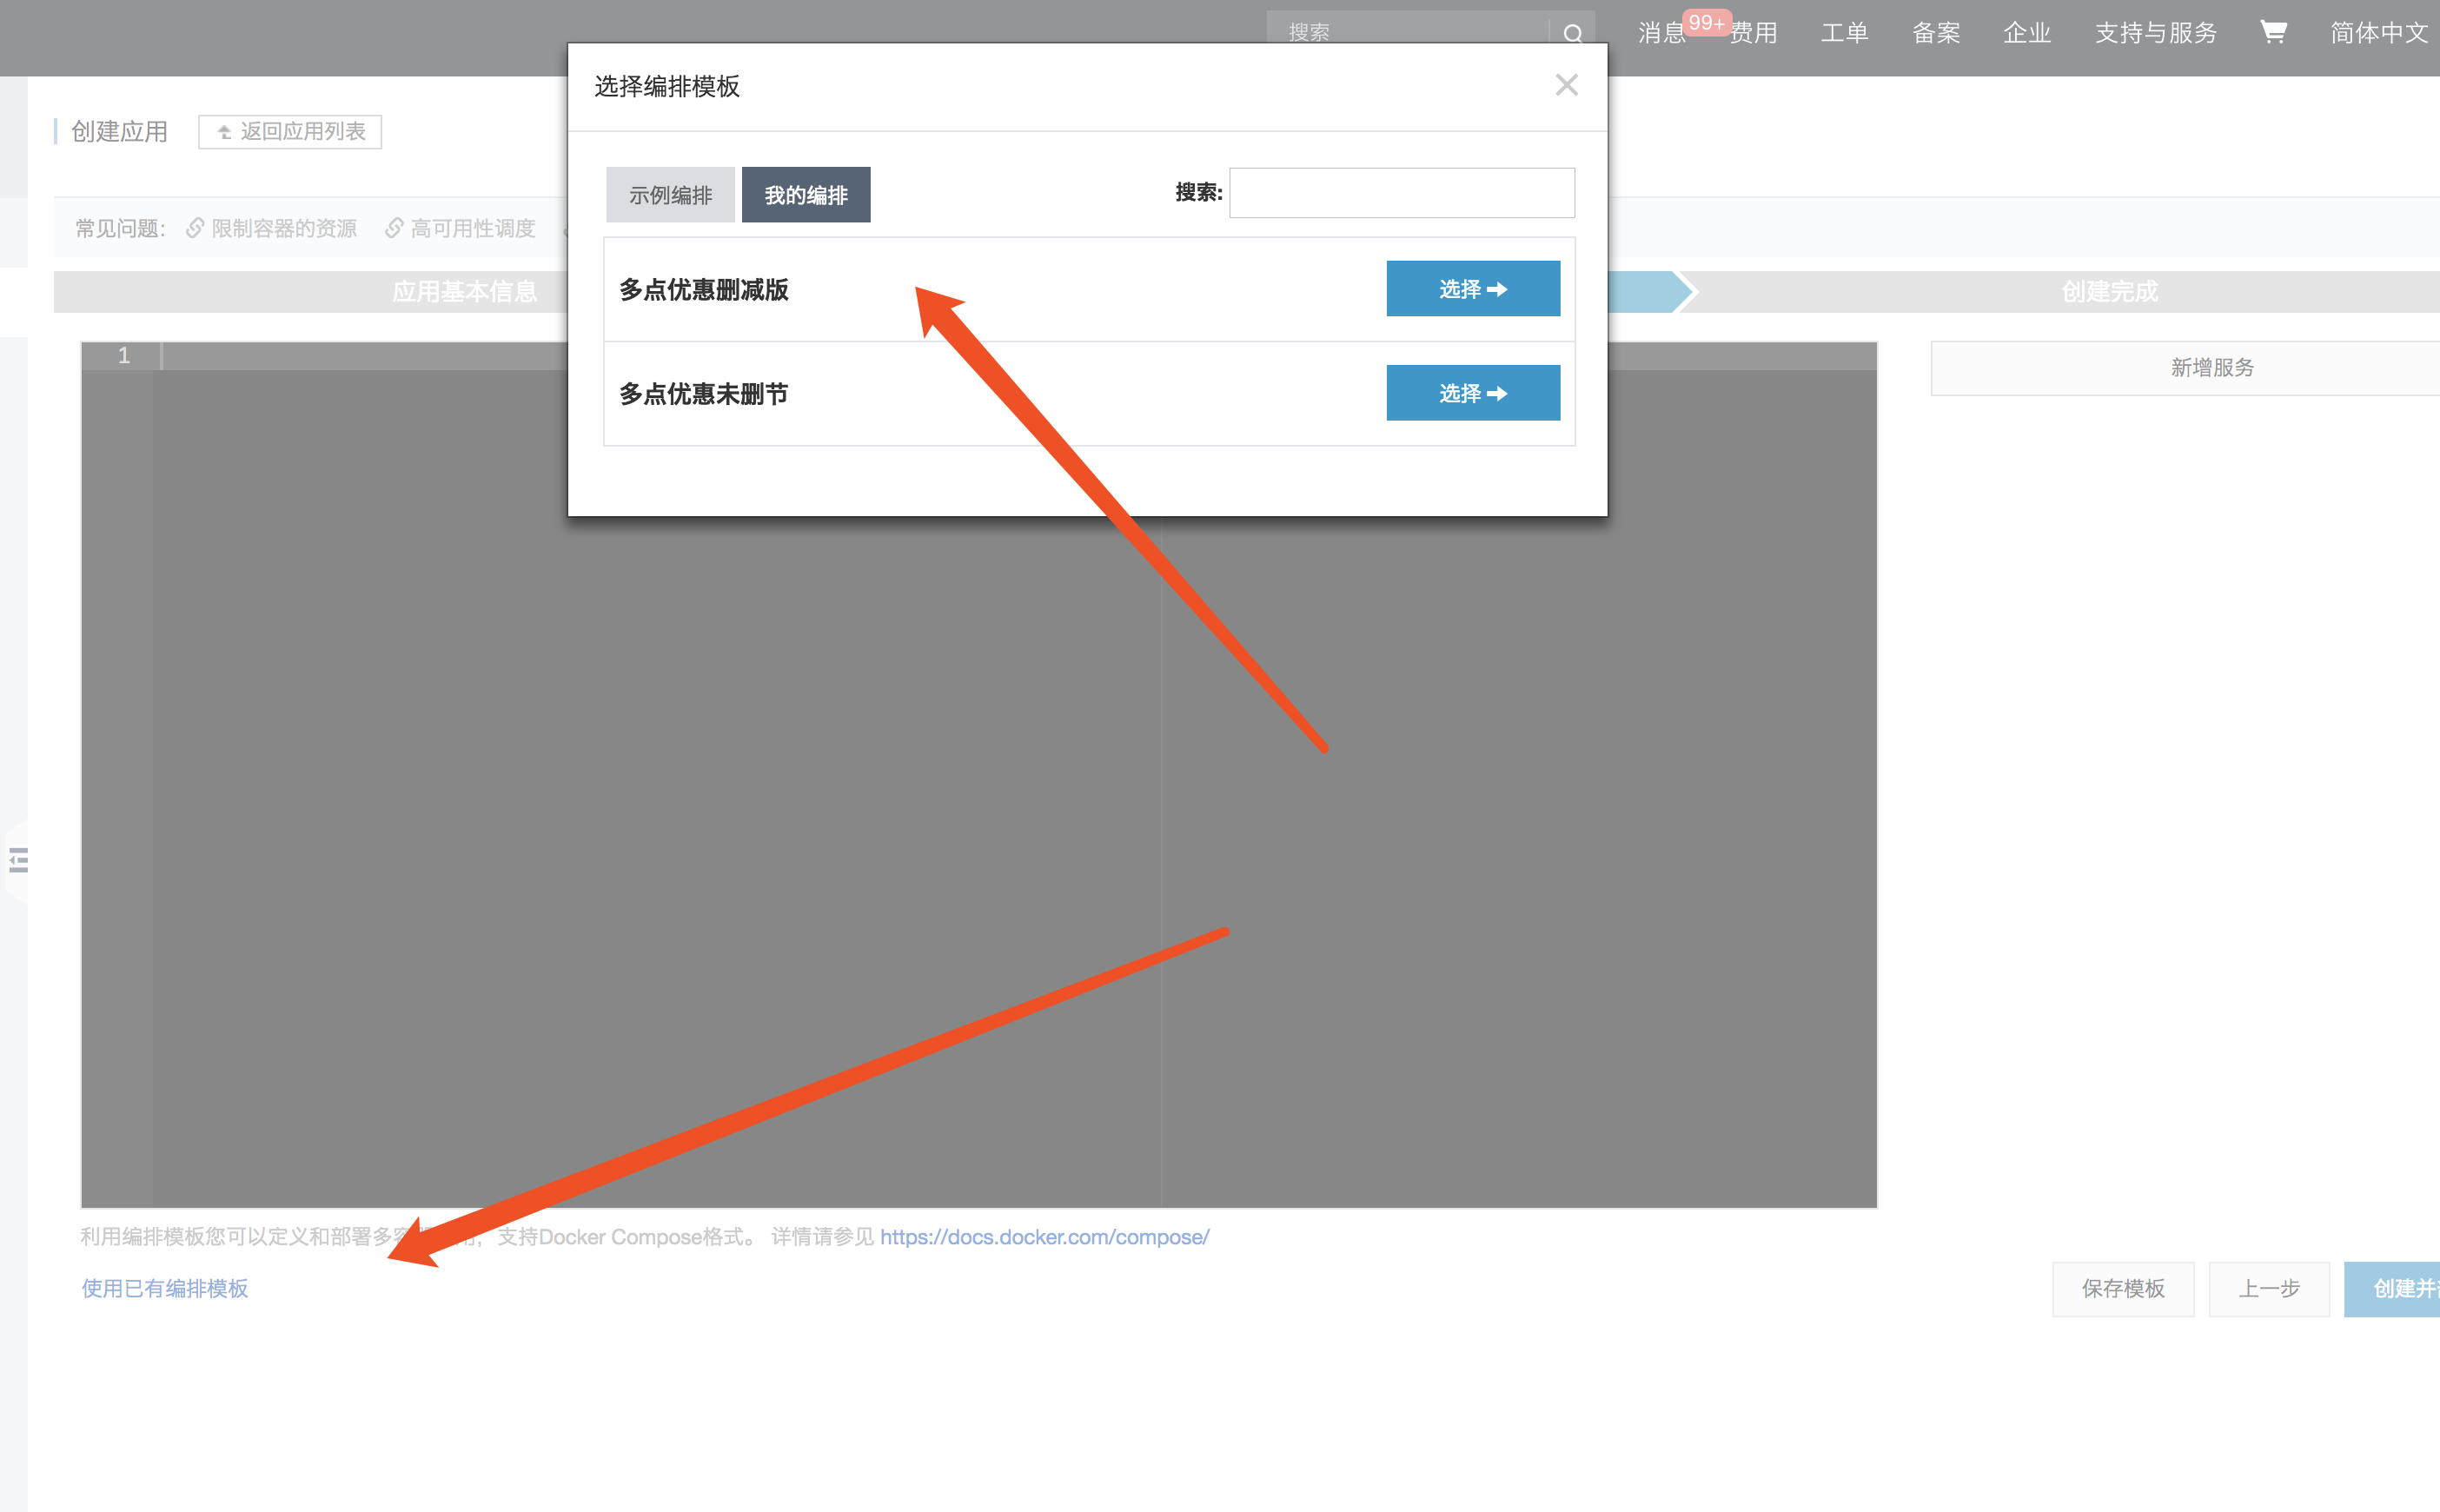 搜索
消息 99+ 费用 工单 备案 企业 支持与服务 简体中文
选择编排模板
创建应用 返回应用列表
示例编排 我的编排 搜索:
常见问题： 限制容器的资源 高可用性调度
多点优惠删减版 选择
应用基本信息 创建完成
1
新增服务
多点优惠未删节 选择
利用编排模板您可以定义和部署多容 用，支持Docker Compose格式。 详情请参见 https://docs.docker.com/compose/
使用已有编排模板
保存模板 上一步 创建并